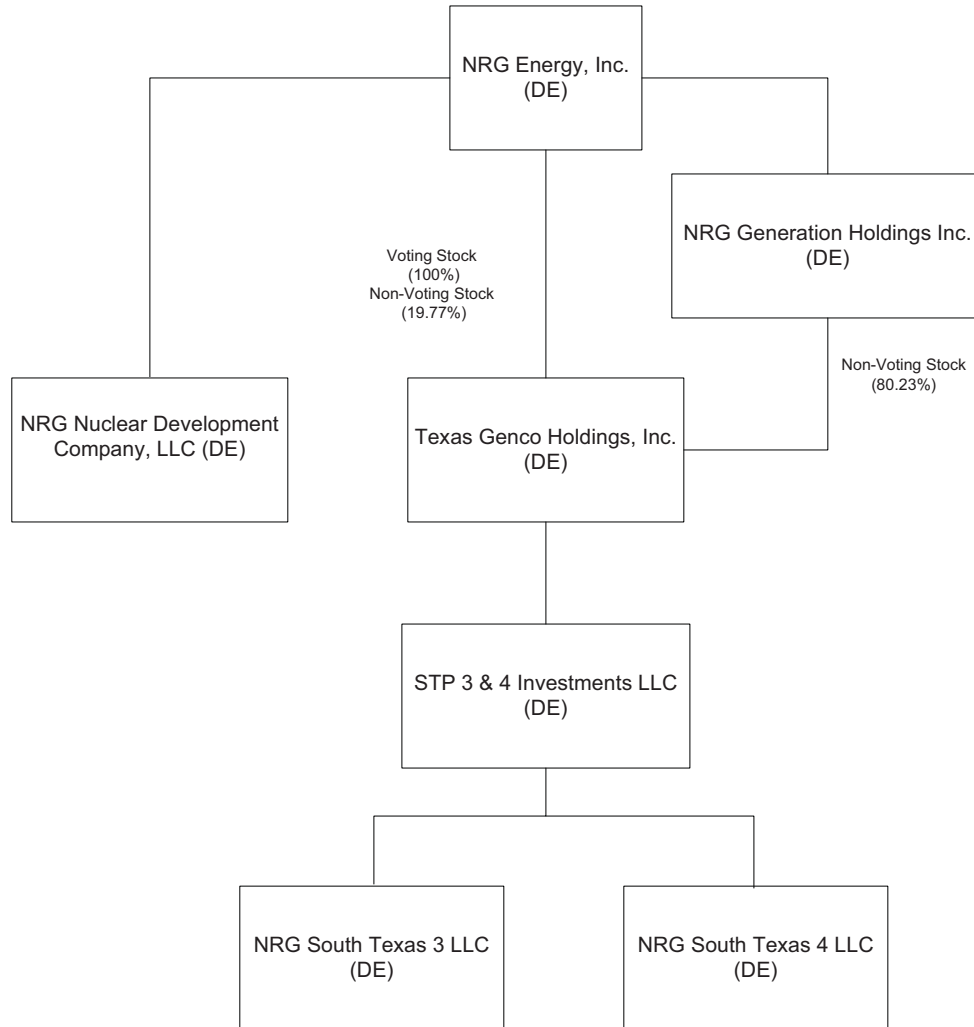 NRG Energy, Inc.
(DE)
NRG Generation Holdings Inc.
(DE)
Voting Stock
(100%)
Non-Voting Stock
(19.77%)
Non-Voting Stock
(80.23%)
NRG Nuclear Development
Company, LLC (DE)
Texas Genco Holdings, Inc.
(DE)
STP 3 & 4 Investments LLC
(DE)
NRG South Texas 3 LLC
(DE)
NRG South Texas 4 LLC
(DE)